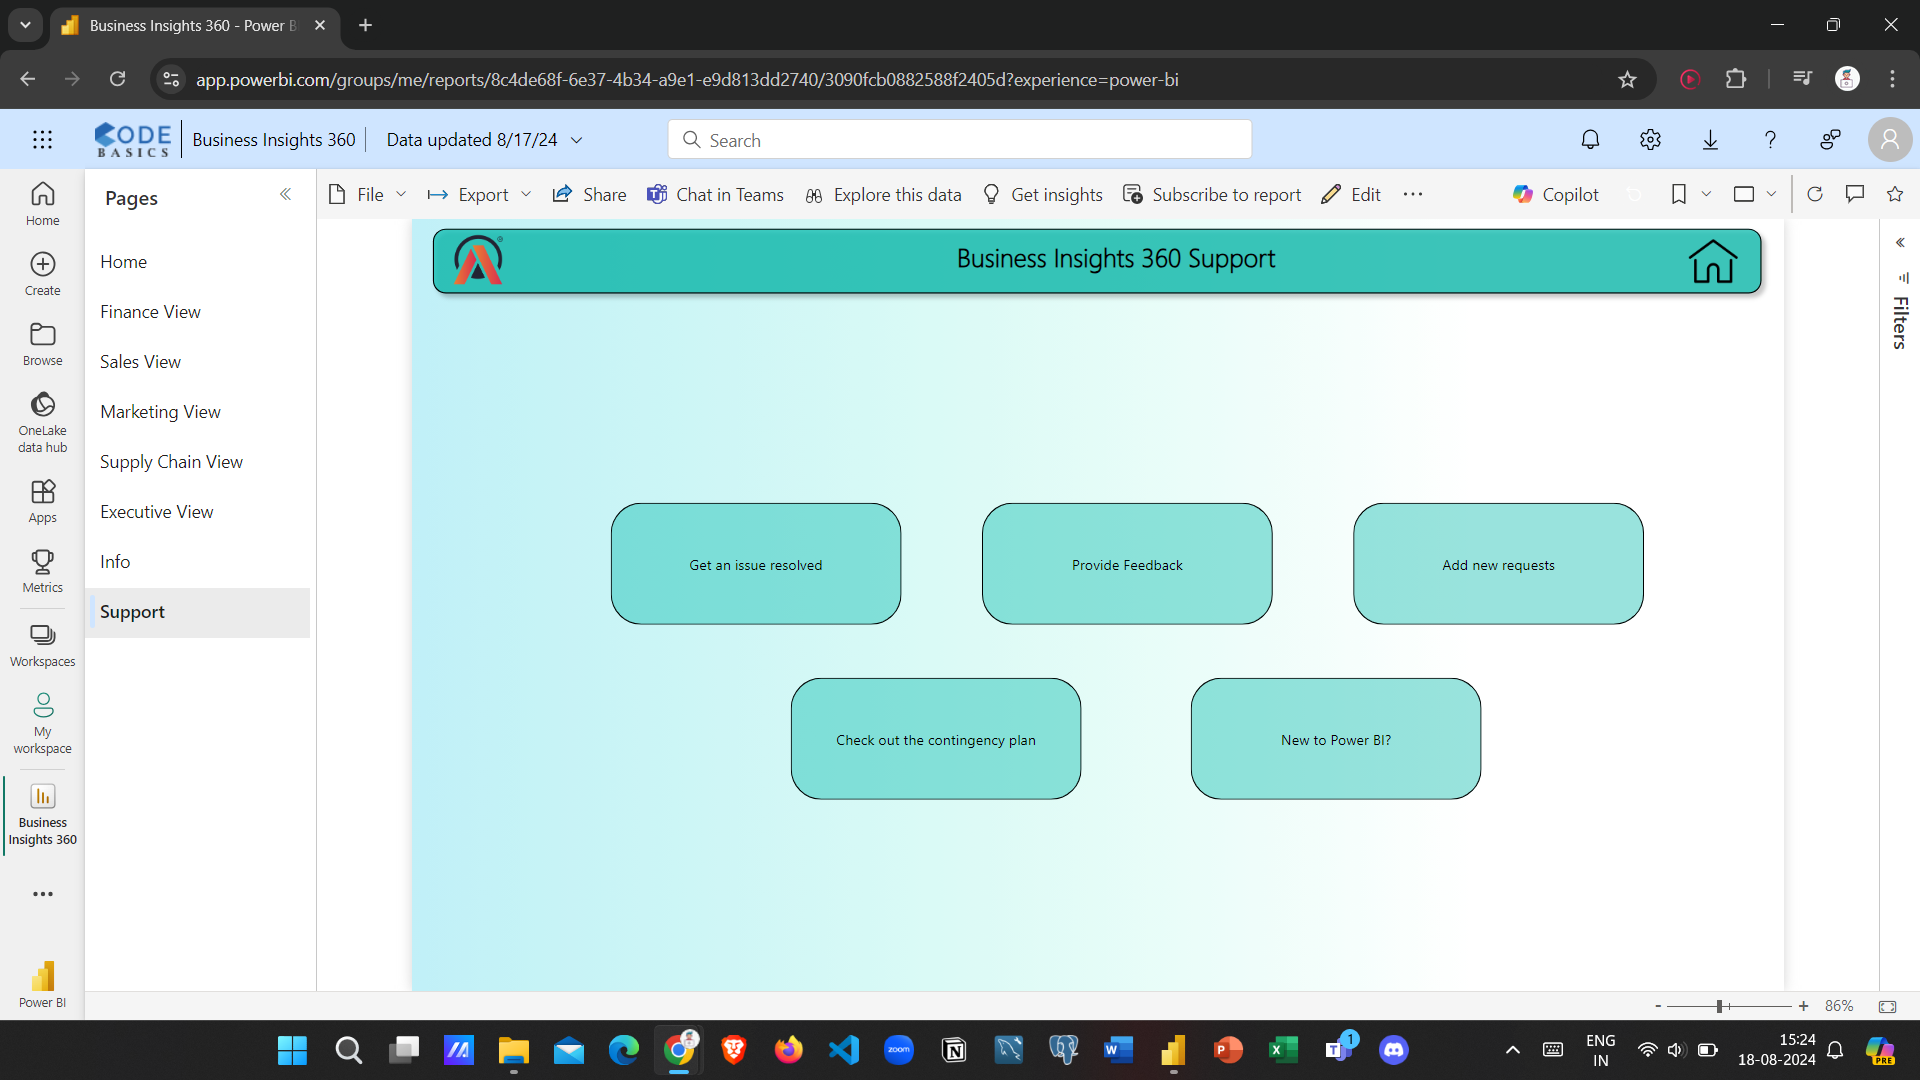 Business Insights 360 - Power B
app.powerbi.com/groups/me/reports/8c4de68f-6e37-4b34-a9e1-e9d813dd2740/3090fcb0882588f2405d?experience=power-bi
CODE
BASICS
Business Insights 360
Data updated 8/17/24
Search
Home
Create
Browse
OneLake
data hub
Apps
Metrics
Workspaces
My
workspace
Business
Insights 360
Power BI
Pages
Home
Finance View
Sales View
Marketing View
Supply Chain View
Executive View
Info
Support
File
Export
Share
Chat in Teams
Explore this data
Get insights
Subscribe to report
Edit
Copilot
Business Insights 360 Support
Get an issue resolved
Provide Feedback
Add new requests
Check out the contingency plan
New to Power BI?
Filters
- + 86%
zoom
1
ENG
IN
15:24
18-08-2024
PRE